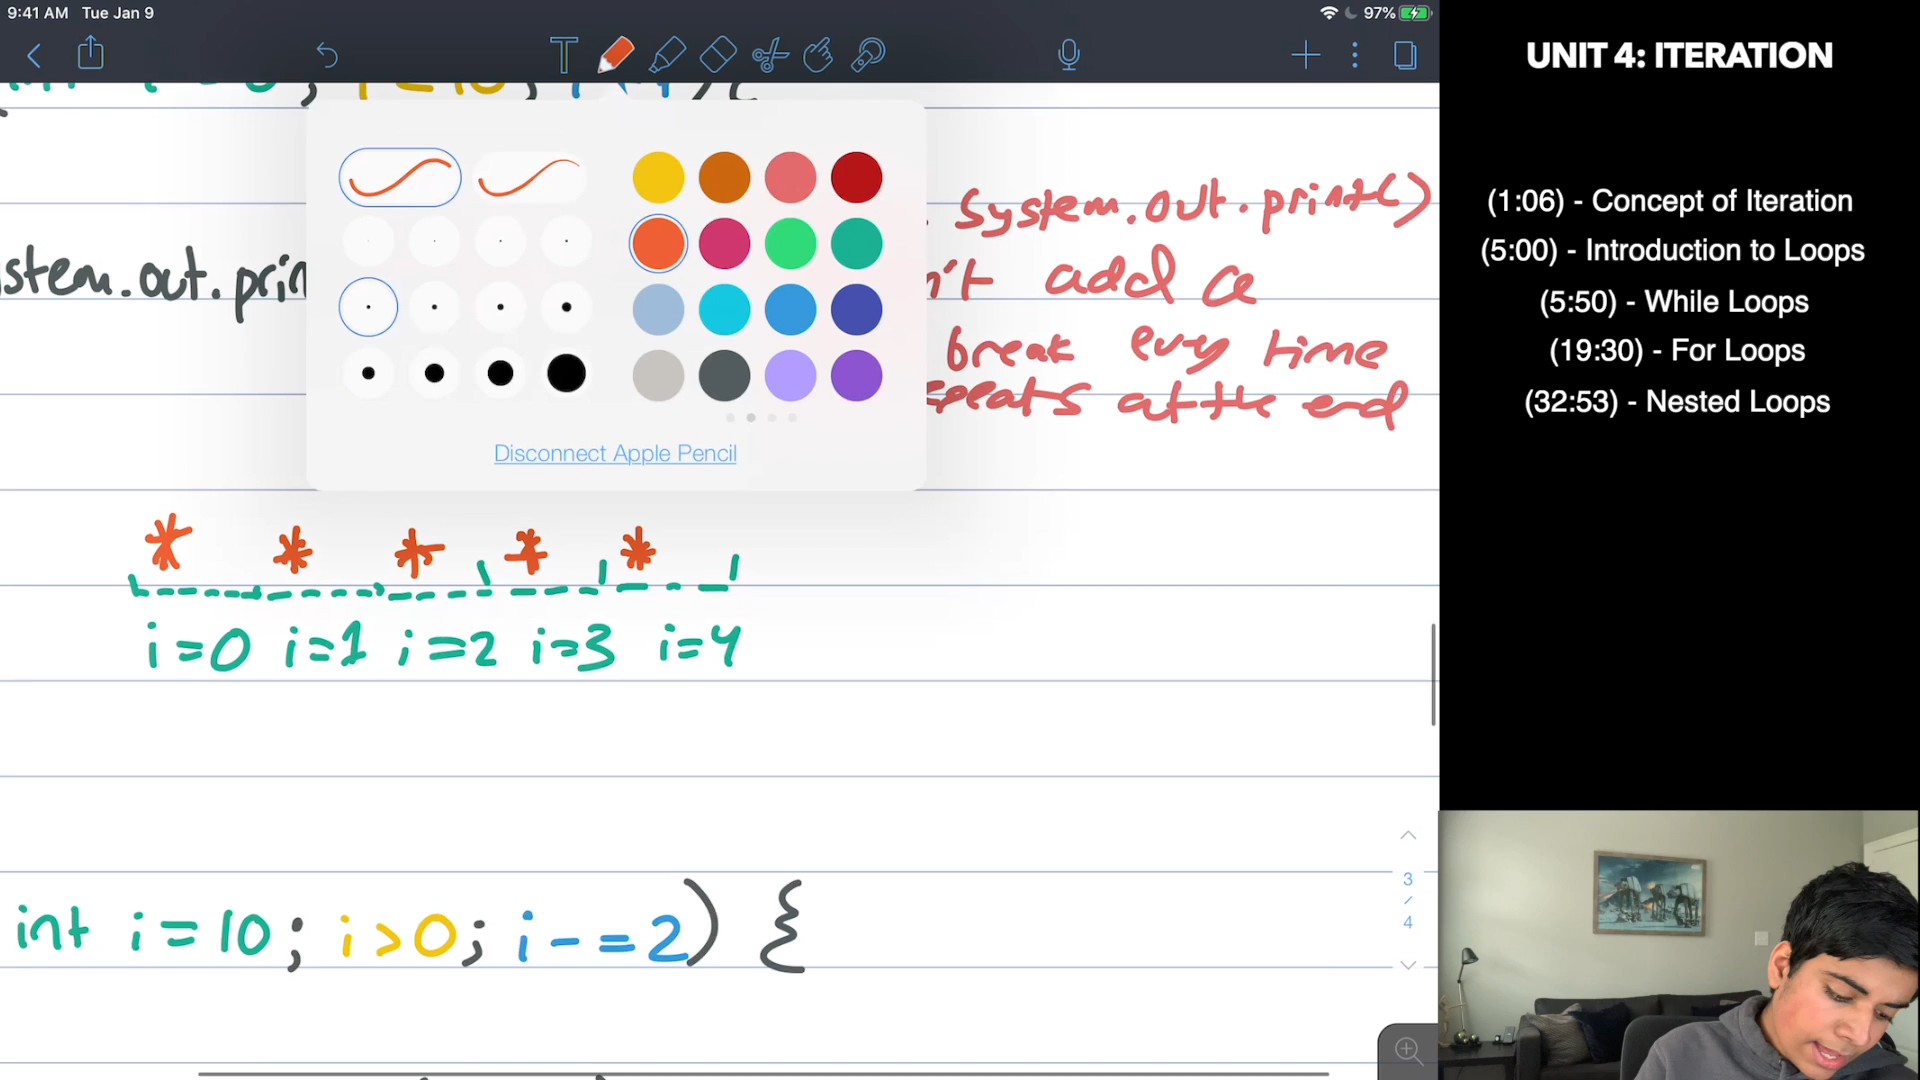 9:41 AM Tue Jan 9
97%
UNIT 4: ITERATION
(1:06) - Concept of Iteration
(5:00) - Introduction to Loops
(5:50) - While Loops
(19:30) - For Loops
(32:53) - Nested Loops
System.out.print()
stem.out.prin
n't add a
break every time
epeats at the end
Disconnect Apple Pencil
* * * * *
i=0 i=1 i=2 i=3 i=4
int i = 10; i > 0; i -= 2) {
3
/
4